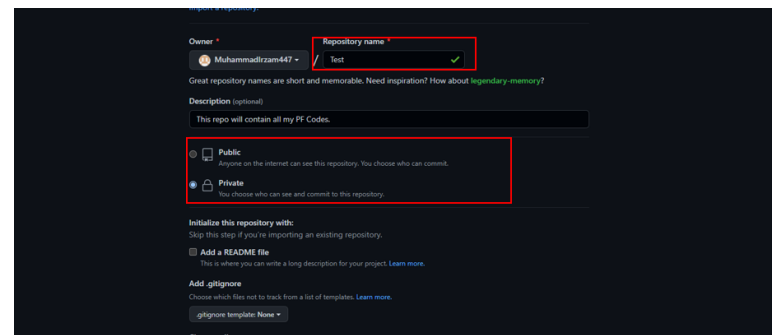 Import a repository.
Owner * Repository name *
MuhammadIrzam447 / Test
Great repository names are short and memorable. Need inspiration? How about legendary-memory?
Description (optional)
This repo will contain all my PF Codes.
Public
Anyone on the internet can see this repository. You choose who can commit.
Private
You choose who can see and commit to this repository.
Initialize this repository with:
Skip this step if you're importing an existing repository.
Add a README file
This is where you can write a long description for your project. Learn more.
Add .gitignore
Choose which files not to track from a list of templates. Learn more.
.gitignore template: None